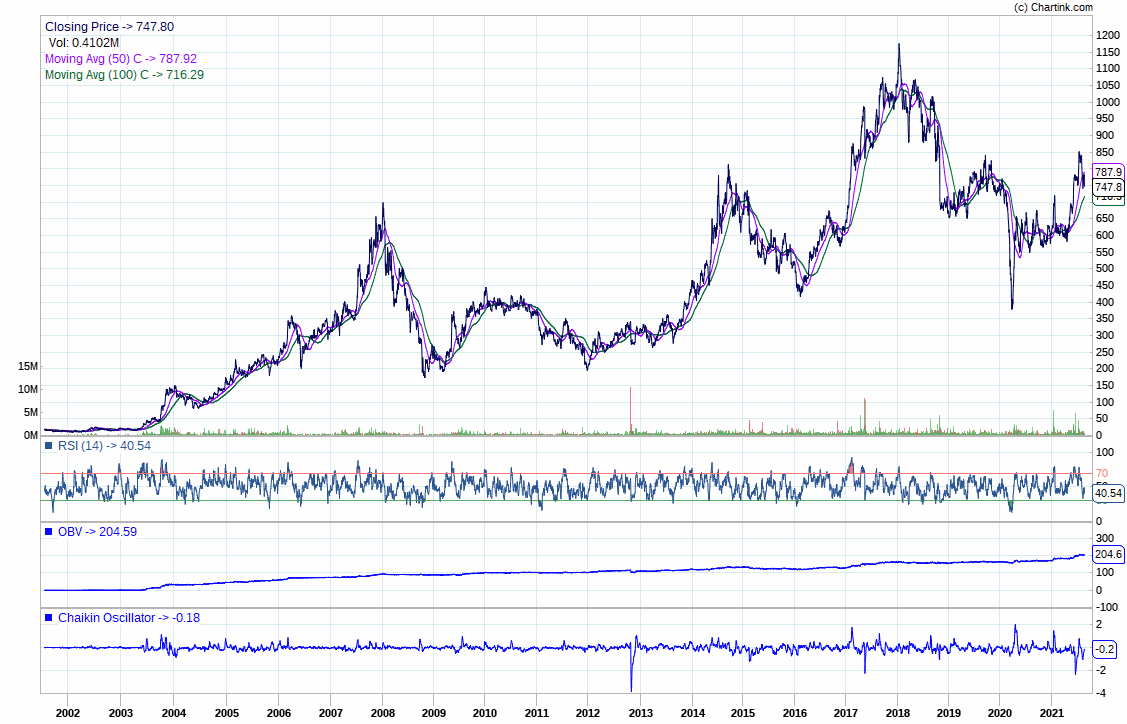 (c) Chartink.com
Closing Price -> 747.80
Vol: 0.4102M
Moving Avg (50) C -> 787.92
Moving Avg (100) C -> 716.29
1200
1150
1100
1050
1000
950
900
850
787.9
747.8
650
600
550
500
450
400
350
300
250
200
150
100
50
0
15M
10M
5M
0M
RSI (14) -> 40.54
100
70
40.54
0
OBV -> 204.59
300
204.6
100
0
-100
Chaikin Oscillator -> -0.18
2
-0.2
-2
-4
2002 2003 2004 2005 2006 2007 2008 2009 2010 2011 2012 2013 2014 2015 2016 2017 2018 2019 2020 2021